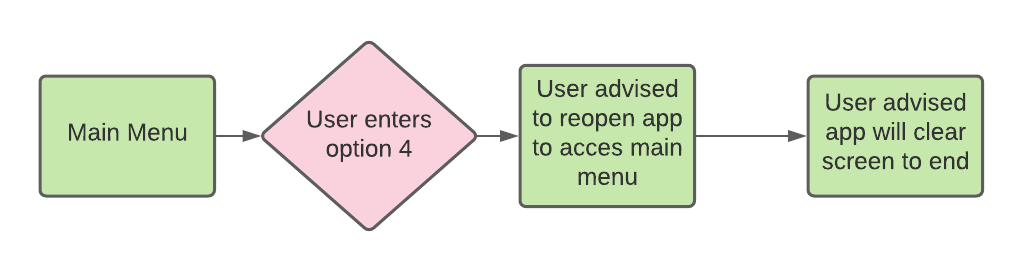 Main Menu
User enters
option 4
User advised
to reopen app
to acces main
menu
User advised
app will clear
screen to end